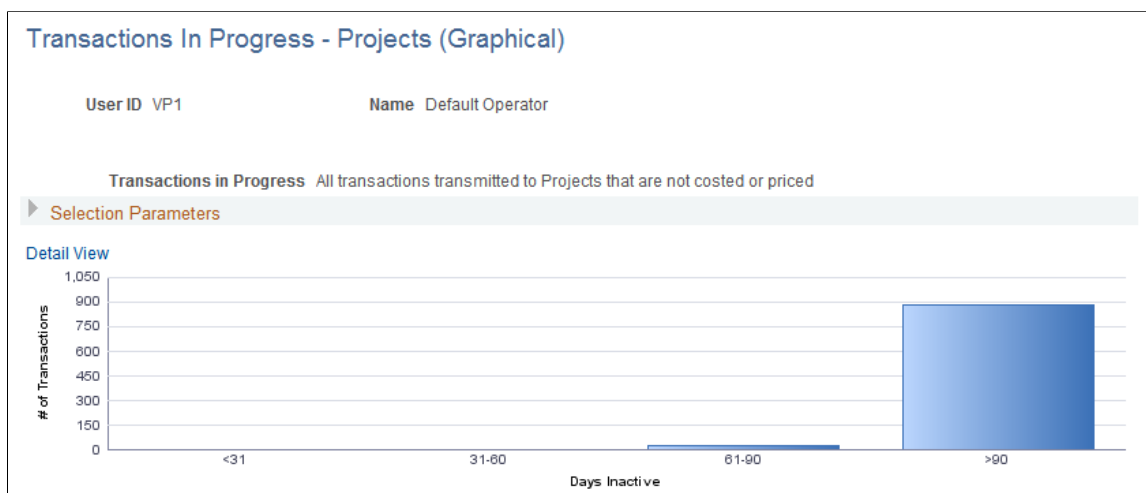 Transactions In Progress - Projects (Graphical)
User ID VP1 Name Default Operator
Transactions in Progress All transactions transmitted to Projects that are not costed or priced
Selection Parameters
Detail View
1,050
900
750
600
450
300
150
0
# of Transactions
<31 31-60 61-90 >90
Days Inactive